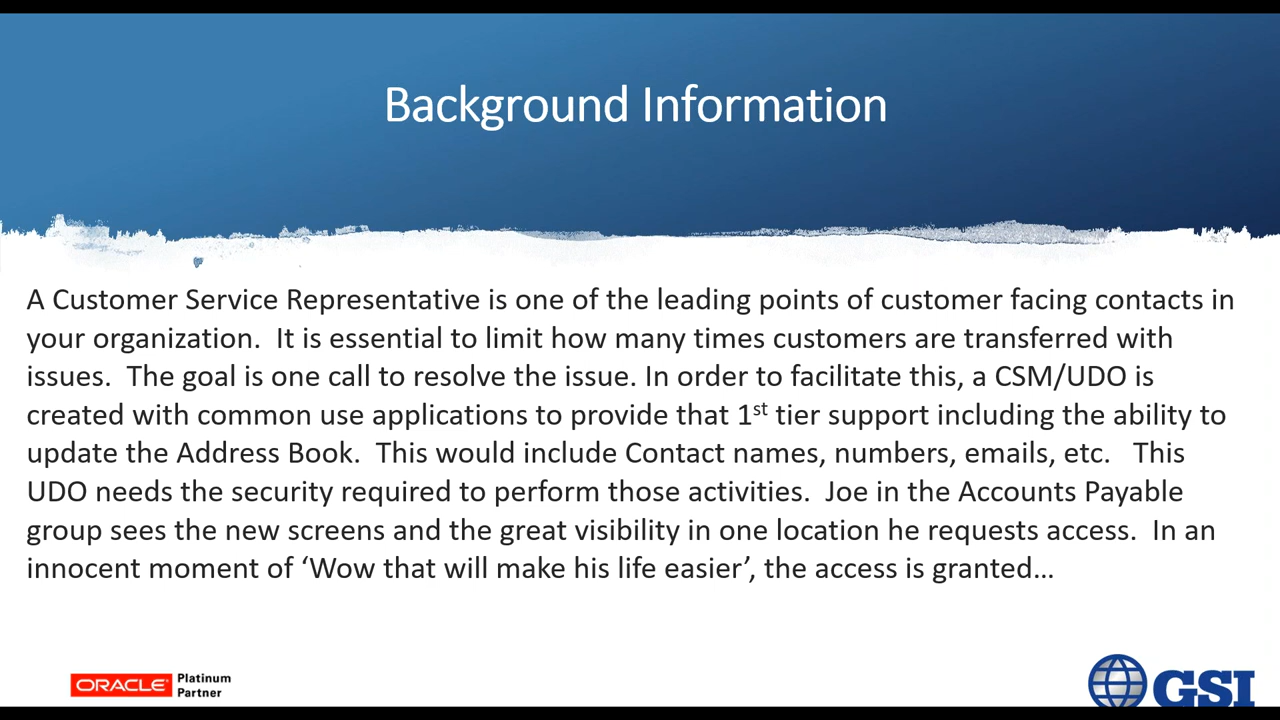 Background Information
A Customer Service Representative is one of the leading points of customer facing contacts in
your organization.  It is essential to limit how many times customers are transferred with
issues.  The goal is one call to resolve the issue. In order to facilitate this, a CSM/UDO is
created with common use applications to provide that 1st tier support including the ability to
update the Address Book.  This would include Contact names, numbers, emails, etc.   This
UDO needs the security required to perform those activities.  Joe in the Accounts Payable
group sees the new screens and the great visibility in one location he requests access.  In an
innocent moment of ‘Wow that will make his life easier’, the access is granted…
ORACLE Platinum
Partner
GSI